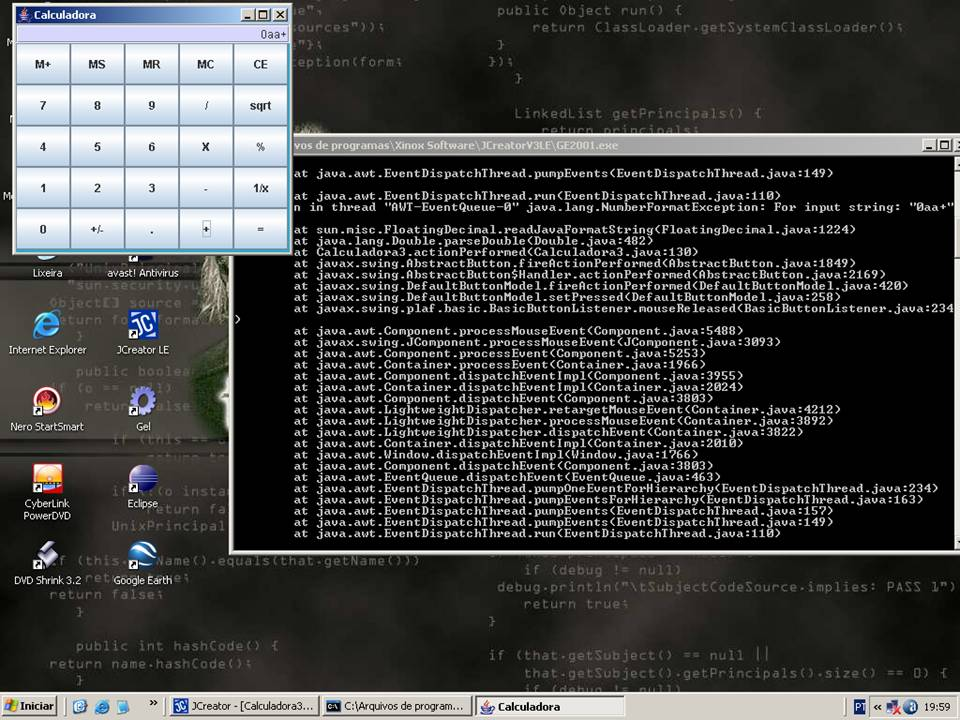 Calculadora
0aa+
M+ MS MR MC CE
7 8 9 / sqrt
4 5 6 X %
1 2 3 - 1/x
0 +/- . + =
public Object run() {
return ClassLoader.getSystemClassLoader();
}
});
}
LinkedList getPrincipals() {
return principals;
ivos de programas\Xinox Software\JCreatorV3LE\GE2001.exe
at java.awt.EventDispatchThread.pumpEvents(EventDispatchThread.java:149)
at java.awt.EventDispatchThread.run(EventDispatchThread.java:110)
n in thread "AWT-EventQueue-0" java.lang.NumberFormatException: For input string: "0aa+"
at sun.misc.FloatingDecimal.readJavaFormatString(FloatingDecimal.java:1224)
at java.lang.Double.parseDouble(Double.java:482)
at Calculadora3.actionPerformed(Calculadora3.java:130)
at javax.swing.AbstractButton.fireActionPerformed(AbstractButton.java:1849)
at javax.swing.AbstractButton$Handler.actionPerformed(AbstractButton.java:2169)
at javax.swing.DefaultButtonModel.fireActionPerformed(DefaultButtonModel.java:420)
at javax.swing.DefaultButtonModel.setPressed(DefaultButtonModel.java:258)
at javax.swing.plaf.basic.BasicButtonListener.mouseReleased(BasicButtonListener.java:234
)
at java.awt.Component.processMouseEvent(Component.java:5488)
at javax.swing.JComponent.processMouseEvent(JComponent.java:3093)
at java.awt.Component.processEvent(Component.java:5253)
at java.awt.Container.processEvent(Container.java:1966)
at java.awt.Component.dispatchEventImpl(Component.java:3955)
at java.awt.Container.dispatchEventImpl(Container.java:2024)
at java.awt.Component.dispatchEvent(Component.java:3803)
at java.awt.LightweightDispatcher.retargetMouseEvent(Container.java:4212)
at java.awt.LightweightDispatcher.processMouseEvent(Container.java:3892)
at java.awt.LightweightDispatcher.dispatchEvent(Container.java:3822)
at java.awt.Container.dispatchEventImpl(Container.java:2010)
at java.awt.Window.dispatchEventImpl(Window.java:1766)
at java.awt.Component.dispatchEvent(Component.java:3803)
at java.awt.EventQueue.dispatchEvent(EventQueue.java:463)
at java.awt.EventDispatchThread.pumpOneEventForHierarchy(EventDispatchThread.java:234)
at java.awt.EventDispatchThread.pumpEventsForHierarchy(EventDispatchThread.java:163)
at java.awt.EventDispatchThread.pumpEvents(EventDispatchThread.java:157)
at java.awt.EventDispatchThread.pumpEvents(EventDispatchThread.java:149)
at java.awt.EventDispatchThread.run(EventDispatchThread.java:110)
Lixeira
avast! Antivirus
Internet Explorer
JCreator LE
Nero StartSmart
Gel
CyberLink PowerDVD
Eclipse
DVD Shrink 3.2
Google Earth
.equals(that.getName()))
return false;
}
public int hashCode() {
return name.hashCode();
}
if (debug != null)
debug.println("\tSubjectCodeSource.implies: PASS 1")
return true;
}
if (that.getSubject() == null ||
that.getSubject().getPrincipals().size() == 0) {
if (debug != null)
Iniciar
JCreator - [Calculadora3...
C:\Arquivos de program...
Calculadora
PT
19:59